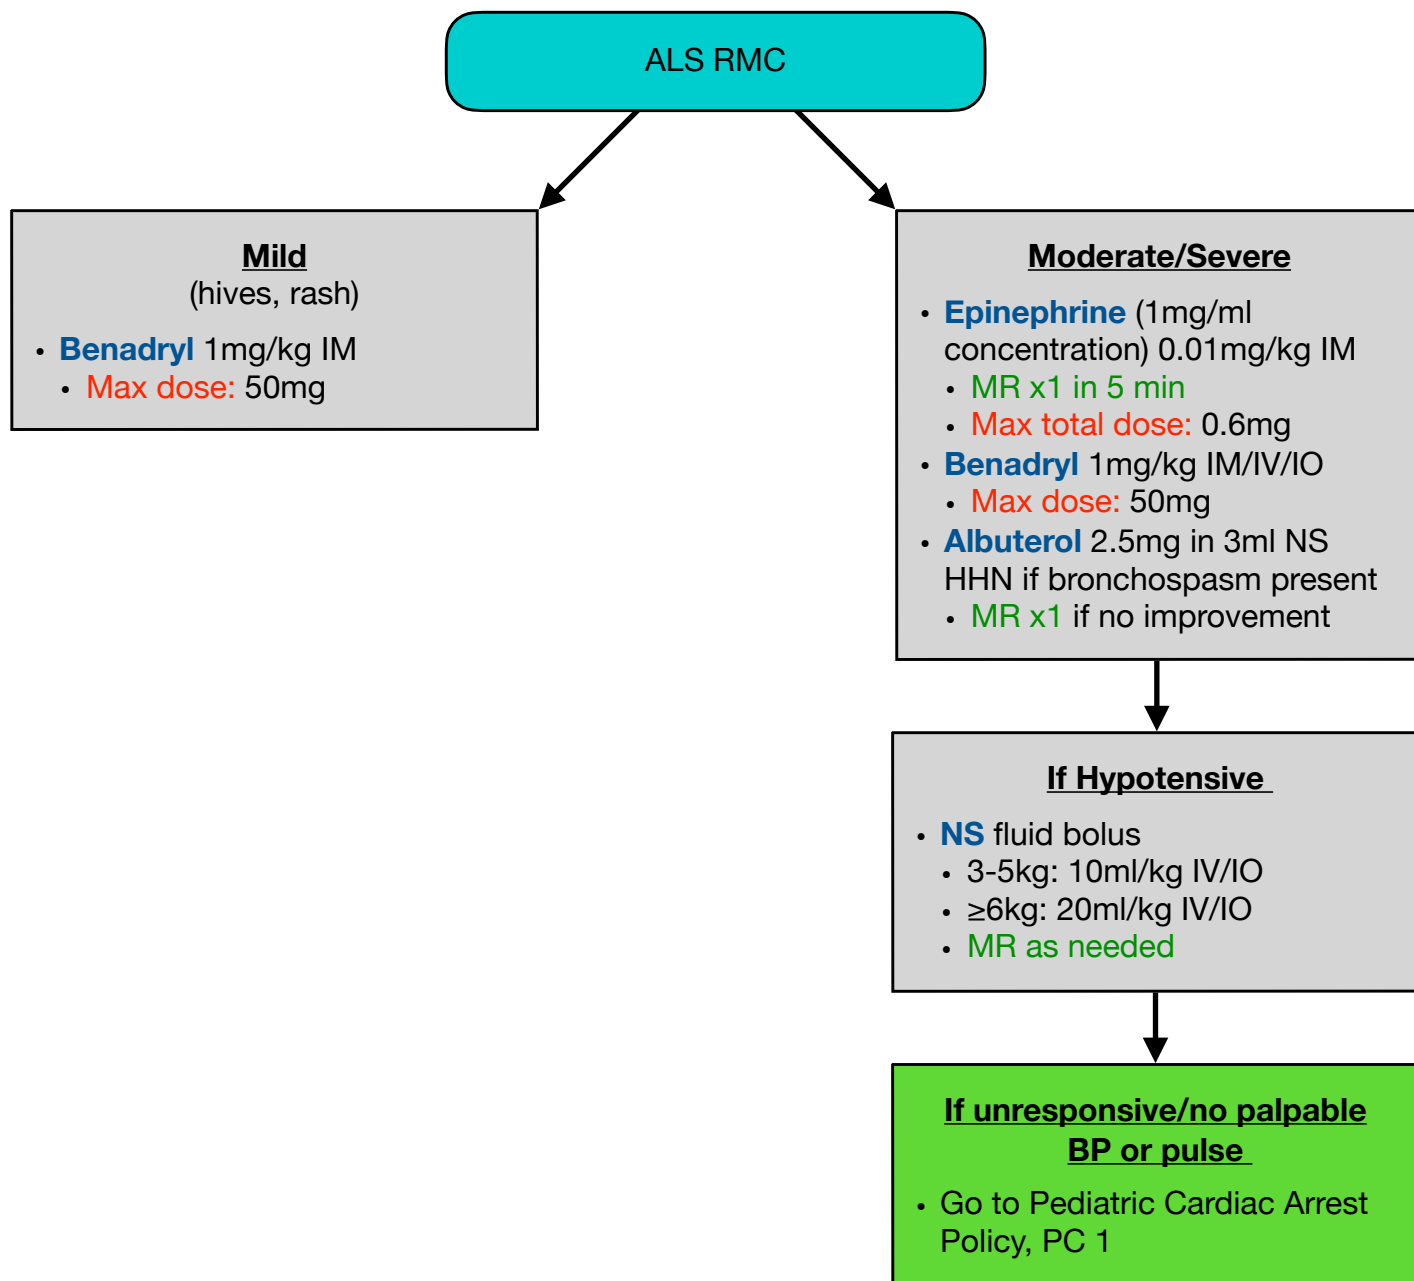 ALS RMC
Mild
(hives, rash)
• Benadryl 1mg/kg IM
• Max dose: 50mg
Moderate/Severe
• Epinephrine (1mg/ml
concentration) 0.01mg/kg IM
• MR x1 in 5 min
• Max total dose: 0.6mg
• Benadryl 1mg/kg IM/IV/IO
• Max dose: 50mg
• Albuterol 2.5mg in 3ml NS
HHN if bronchospasm present
• MR x1 if no improvement
If Hypotensive
• NS fluid bolus
• 3-5kg: 10ml/kg IV/IO
• ≥6kg: 20ml/kg IV/IO
• MR as needed
If unresponsive/no palpable
BP or pulse
• Go to Pediatric Cardiac Arrest
Policy, PC 1